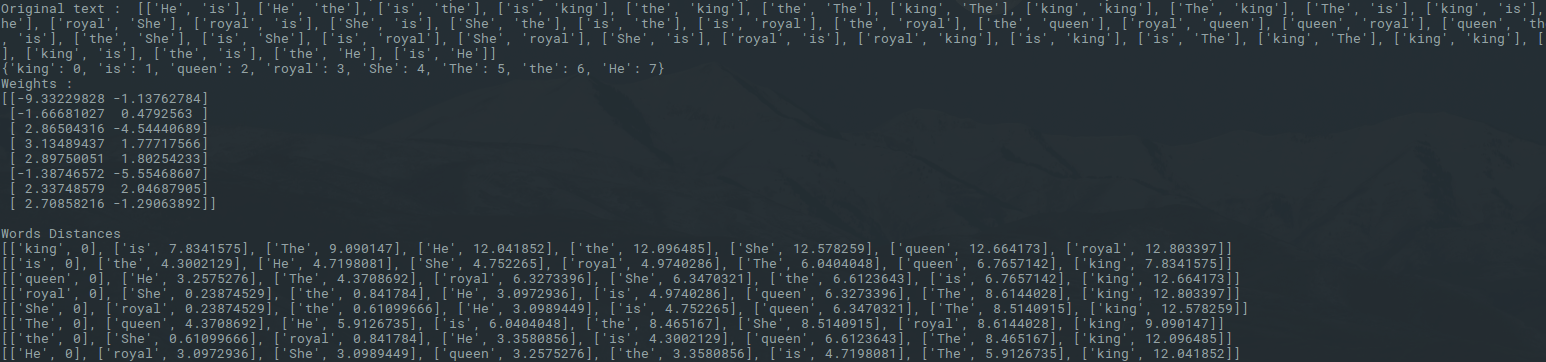 Original text :  [['He', 'is'], ['He', 'the'], ['is', 'the'], ['is', 'king'], ['the', 'king'], ['the', 'The'], ['king', 'The'], ['king', 'king'], ['The', 'king'], ['The', 'is'], ['king', 'is'],
he'], ['royal', 'She'], ['royal', 'is'], ['She', 'is'], ['She', 'the'], ['is', 'the'], ['is', 'royal'], ['the', 'royal'], ['the', 'queen'], ['royal', 'queen'], ['queen', 'royal'], ['queen', 'th
, 'is'], ['the', 'She'], ['is', 'She'], ['She', 'royal'], ['She', 'is'], ['royal', 'is'], ['royal', 'king'], ['is', 'king'], ['is', 'The'], ['king', 'The'], ['king', 'king'], [
], ['king', 'is'], ['the', 'is'], ['the', 'He'], ['is', 'He']]
{'king': 0, 'is': 1, 'queen': 2, 'royal': 3, 'She': 4, 'The': 5, 'the': 6, 'He': 7}
Weights :
[[-9.33229828 -1.13762784]
 [-1.66681027  0.4792563 ]
 [ 2.86504316 -4.54440689]
 [ 3.13489437  1.77717566]
 [ 2.89750051  1.80254233]
 [-1.38746572 -5.55468607]
 [ 2.33748579  2.04687905]
 [ 2.70858216 -1.29063892]]
Words Distances
[['king', 0], ['is', 7.8341575], ['The', 9.090147], ['He', 12.041852], ['the', 12.096485], ['She', 12.578259], ['queen', 12.664173], ['royal', 12.803397]]
[['is', 0], ['the', 4.3002129], ['He', 4.7198081], ['She', 4.752265], ['royal', 4.9740286], ['The', 6.0404048], ['queen', 6.7657142], ['king', 7.8341575]]
[['queen', 0], ['He', 3.2575276], ['The', 4.3708692], ['royal', 6.3273396], ['She', 6.3470321], ['the', 6.6123643], ['is', 6.7657142], ['king', 12.664173]]
[['royal', 0], ['She', 0.23874529], ['the', 0.841784], ['He', 3.0972936], ['is', 4.9740286], ['queen', 6.3273396], ['The', 8.6144028], ['king', 12.803397]]
[['She', 0], ['royal', 0.23874529], ['the', 0.61099666], ['He', 3.0989449], ['is', 4.752265], ['queen', 6.3470321], ['The', 8.5140915], ['king', 12.578259]]
[['The', 0], ['queen', 4.3708692], ['He', 5.9126735], ['is', 6.0404048], ['the', 8.465167], ['She', 8.5140915], ['royal', 8.6144028], ['king', 9.090147]]
[['the', 0], ['She', 0.61099666], ['royal', 0.841784], ['He', 3.3580856], ['is', 4.3002129], ['queen', 6.6123643], ['The', 8.465167], ['king', 12.096485]]
[['He', 0], ['royal', 3.0972936], ['She', 3.0989449], ['queen', 3.2575276], ['the', 3.3580856], ['is', 4.7198081], ['The', 5.9126735], ['king', 12.041852]]